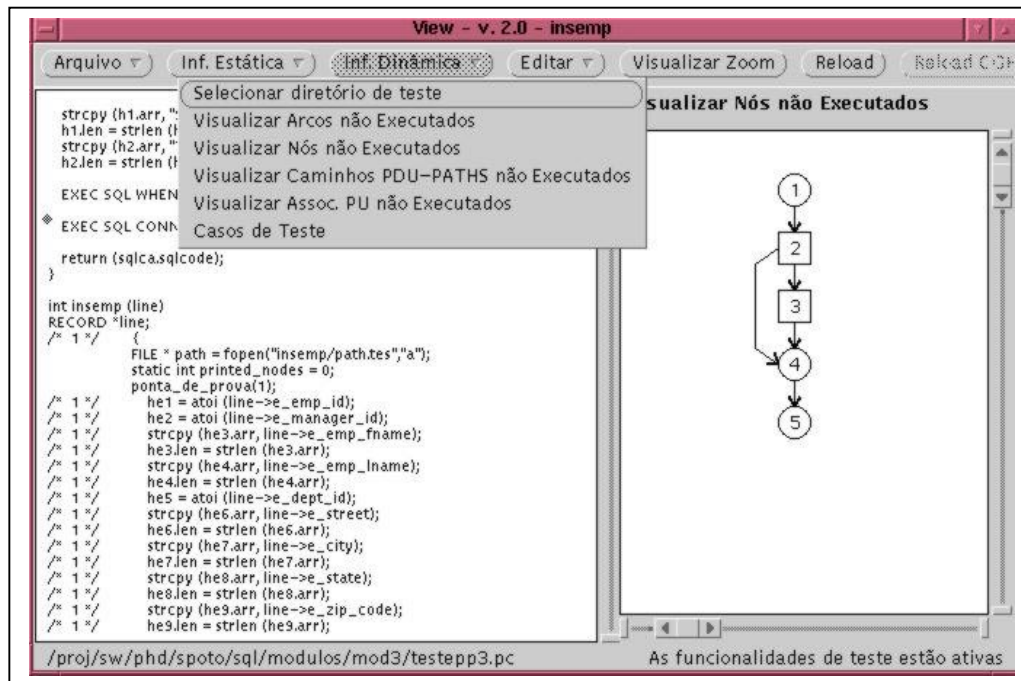 View - v. 2.0 - insemp
Arquivo Inf. Estática Inf. Dinâmica Editar Visualizar Zoom Reload Reload
Selecionar diretório de teste
Visualizar Arcos não Executados
Visualizar Nós não Executados
Visualizar Caminhos PDU-PATHS não Executados
Visualizar Assoc. PU não Executados
Casos de Teste
strcpy (h1.arr, "
h1.len = strlen (h
strcpy (h2.arr, "
h2.len = strlen (h
EXEC SQL WHEN
EXEC SQL CONN
return (sqlca.sqlcode);
}
int insemp (line)
RECORD *line;
/* 1 */ {
FILE * path = fopen("insemp/path.tes","a");
static int printed_nodes = 0;
ponta_de_prova(1);
/* 1 */ he1 = atoi (line->e_emp_id);
/* 1 */ he2 = atoi (line->e_manager_id);
/* 1 */ strcpy (he3.arr, line->e_emp_fname);
/* 1 */ he3.len = strlen (he3.arr);
/* 1 */ strcpy (he4.arr, line->e_emp_lname);
/* 1 */ he4.len = strlen (he4.arr);
/* 1 */ he5 = atoi (line->e_dept_id);
/* 1 */ strcpy (he6.arr, line->e_street);
/* 1 */ he6.len = strlen (he6.arr);
/* 1 */ strcpy (he7.arr, line->e_city);
/* 1 */ he7.len = strlen (he7.arr);
/* 1 */ strcpy (he8.arr, line->e_state);
/* 1 */ he8.len = strlen (he8.arr);
/* 1 */ strcpy (he9.arr, line->e_zip_code);
/* 1 */ he9.len = strlen (he9.arr);
sualizar Nós não Executados
1
2
3
4
5
/proj/sw/phd/spoto/sql/modulos/mod3/testepp3.pc As funcionalidades de teste estão ativas